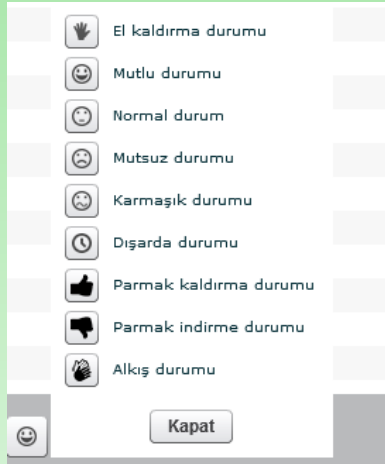 El kaldırma durumu
Mutlu durumu
Normal durum
Mutsuz durumu
Karmaşık durumu
Dışarda durumu
Parmak kaldırma durumu
Parmak indirme durumu
Alkış durumu
Kapat